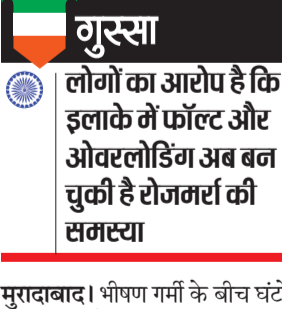 गुस्सा
लोगों का आरोप है कि
इलाके में फॉल्ट और
ओवरलोडिंग अब बन
चुकी है रोजमर्रा की
समस्या
मुरादाबाद। भीषण गर्मी के बीच घंटे